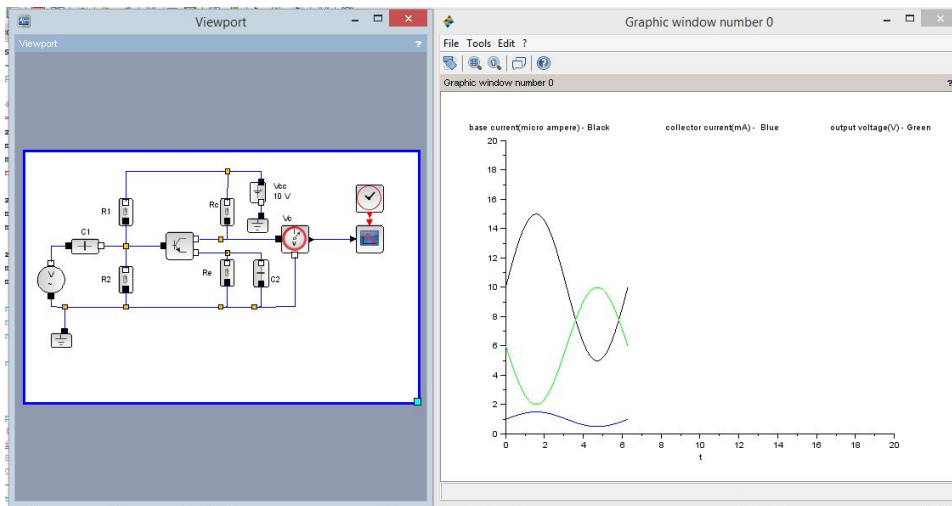 Viewport
Viewport ?
Vcc
10 V
R1
Rc
Vo
C1
R2
Re
C2
V
~
Graphic window number 0
File Tools Edit ?
Graphic window number 0 ?
base current(micro ampere) - Black collector current(mA) - Blue output voltage(V) - Green
20
18
16
14
12
10
8
6
4
2
0
0 2 4 6 8 10 12 14 16 18 20
t